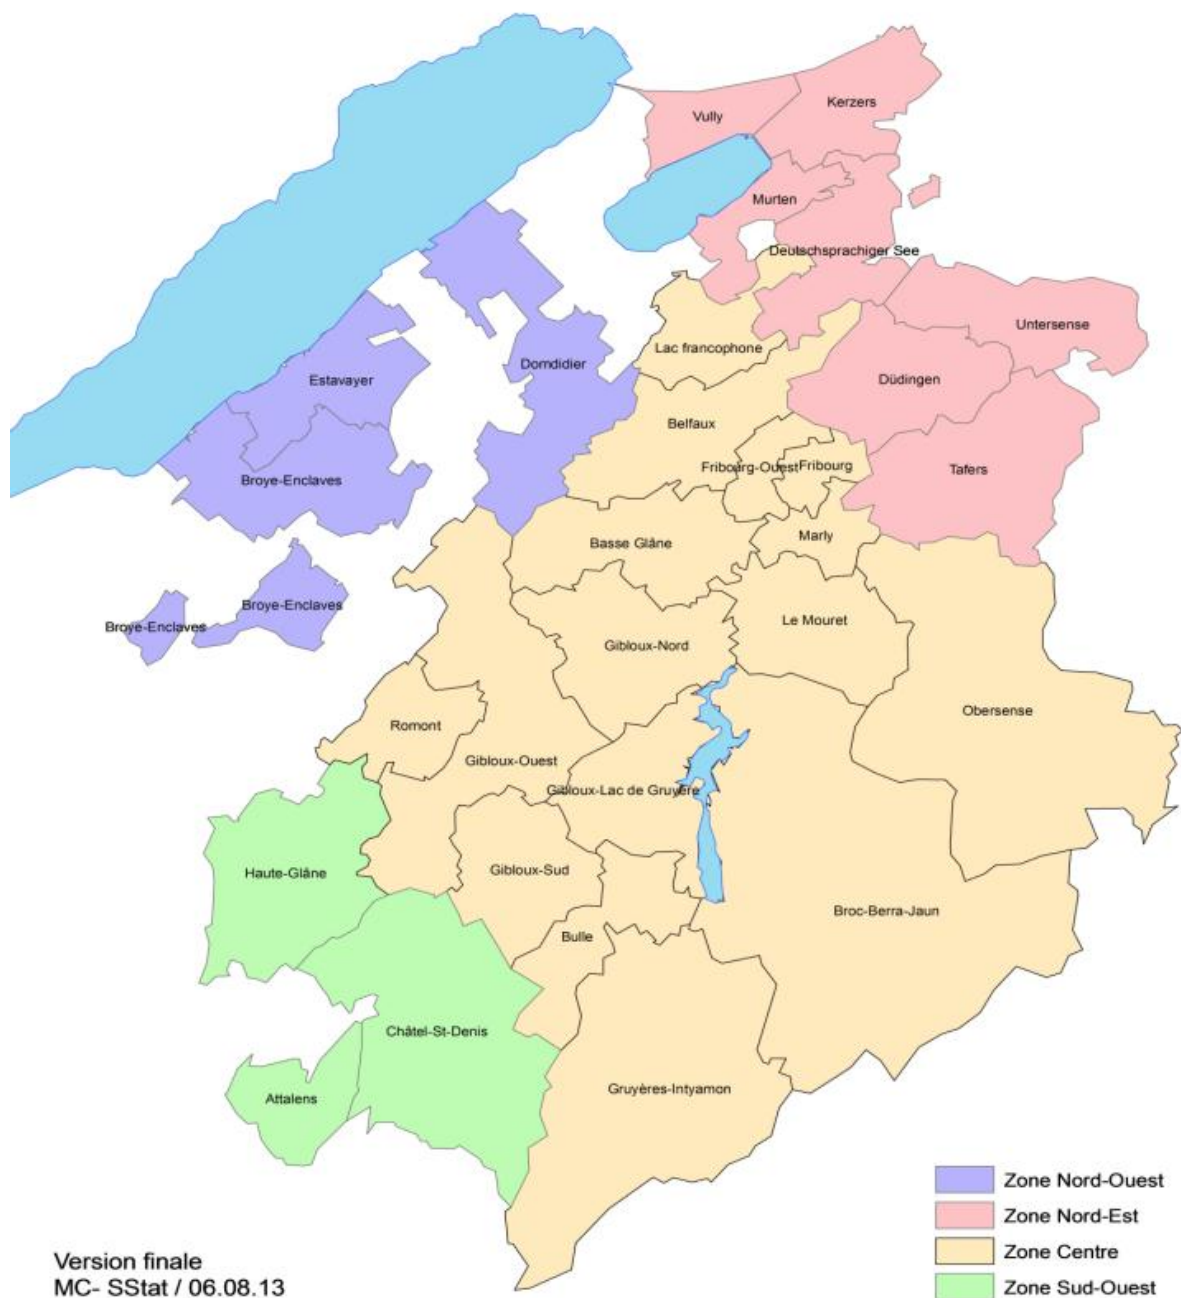 Kerzers
Vully
Murten
Deutschsprachiger See
Untersense
Lac francophone
Domdidier
Estavayer
Düdingen
Belfaux
Fribourg-Ouest
Fribourg
Tafers
Broye-Enclaves
Marly
Basse Glâne
Broye-Enclaves
Broye-Enclaves
Le Mouret
Gibloux-Nord
Obersense
Romont
Gibloux-Ouest
Gibloux-Lac de Gruyère
Haute-Glâne
Gibloux-Sud
Broc-Berra-Jaun
Bulle
Châtel-St-Denis
Gruyères-Intyamon
Attalens
Zone Nord-Ouest
Zone Nord-Est
Zone Centre
Zone Sud-Ouest
Version finale
MC- SStat / 06.08.13